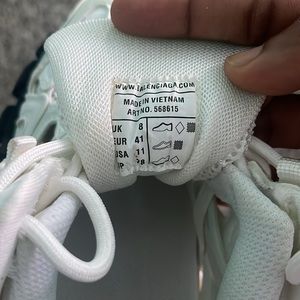 WWW.BALENCIAGA.COM
MADE IN VIETNAM
ART.NO. 568615
UK 8
EUR 41
USA 11